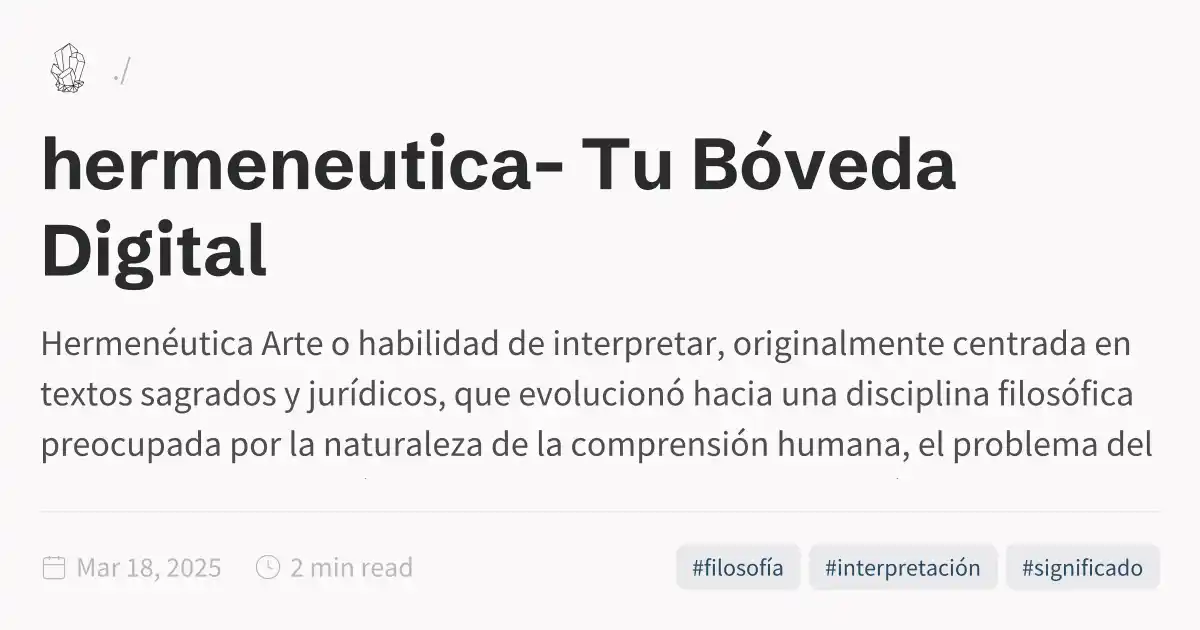 ./
hermeneutica- Tu Bóveda
Digital
Hermenéutica Arte o habilidad de interpretar, originalmente centrada en
textos sagrados y jurídicos, que evolucionó hacia una disciplina filosófica
preocupada por la naturaleza de la comprensión humana, el problema del
Mar 18, 2025 2 min read #filosofía #interpretación #significado